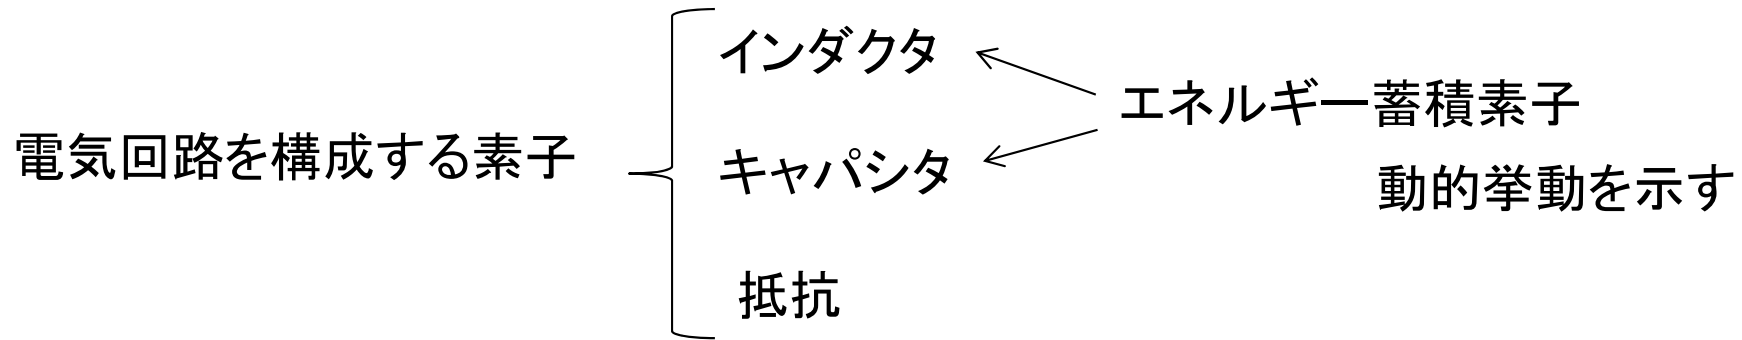 電気回路を構成する素子
インダクタ
キャパシタ
抵抗
エネルギー蓄積素子
動的挙動を示す